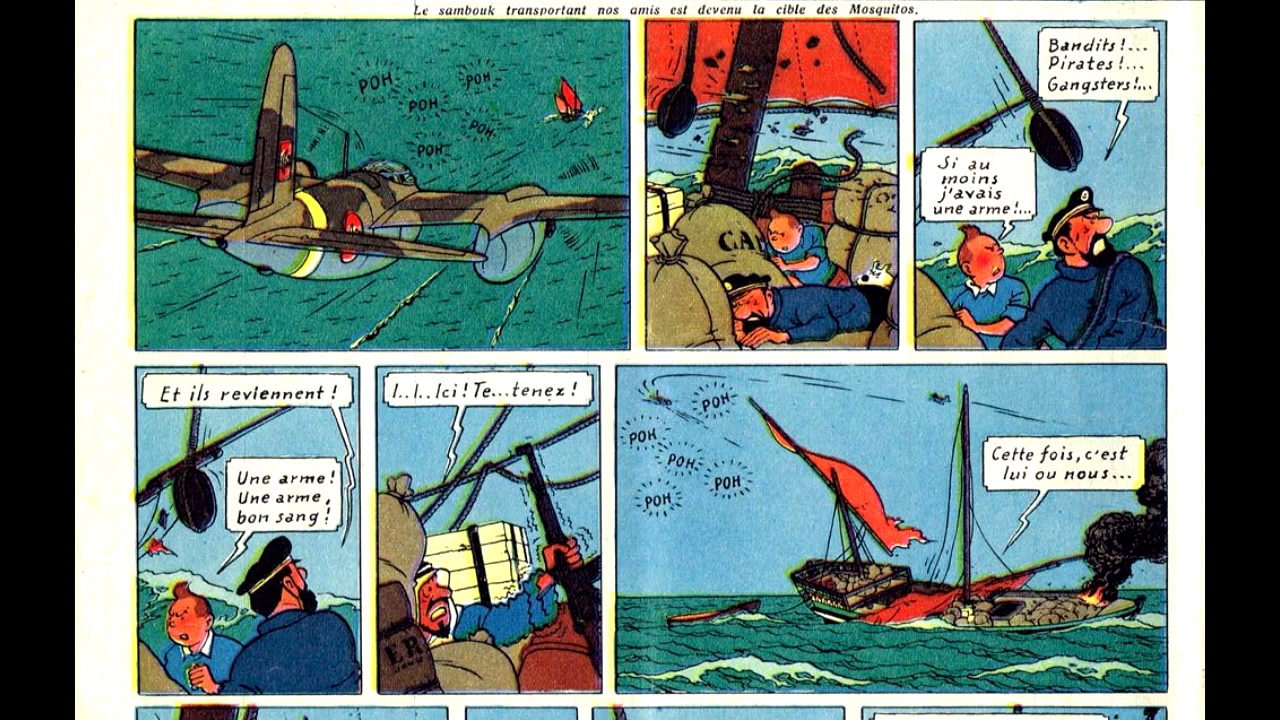 Le sambouk transportant nos amis est devenu la cible des Mosquitos.
POH
POH
POH
POH
POH
Bandits!...
Pirates!...
Gangsters!...
Si au
moins
j'avais
une arme!...
Et ils reviennent!
Une arme!
Une arme,
bon sang!
I..I..Ici! Te...tenez!
POH
POH
POH
POH
POH
Cette fois, c'est
lui ou nous...